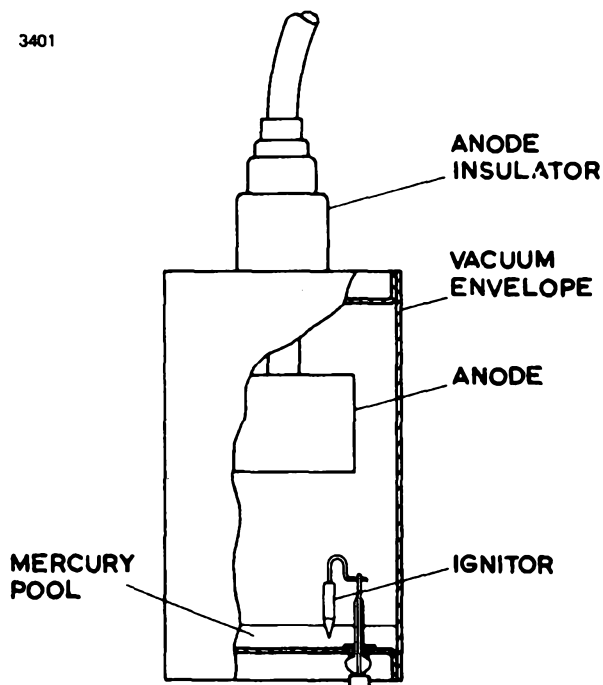 3401
ANODE
INSULATOR
VACUUM
ENVELOPE
ANODE
MERCURY
POOL
IGNITOR